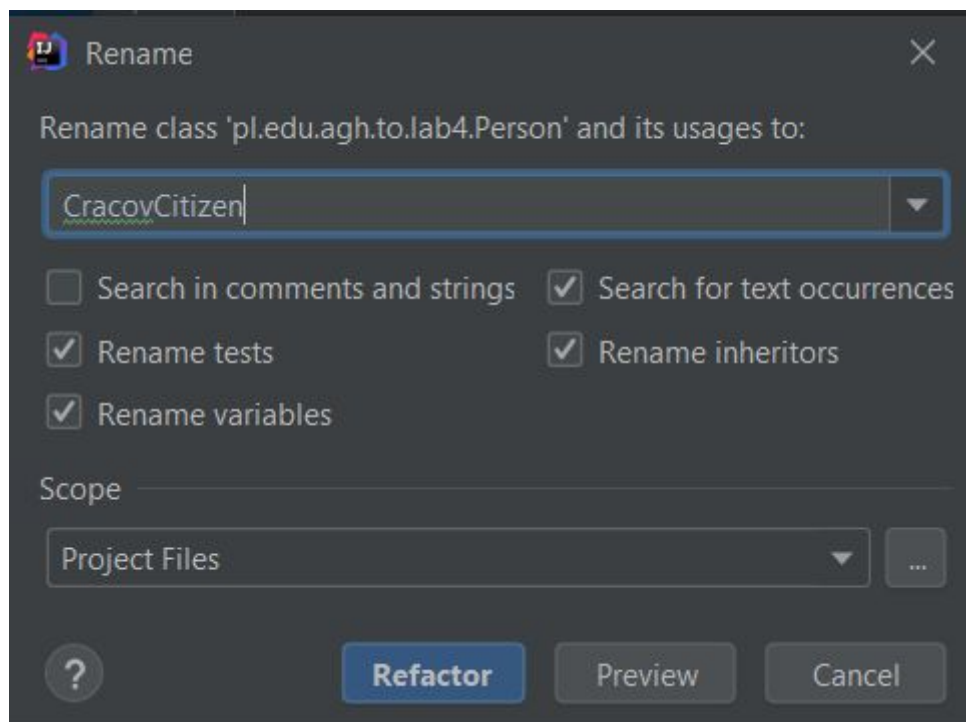 IJ
Rename
Rename class 'pl.edu.agh.to.lab4.Person' and its usages to:
CracovCitizen
Search in comments and strings
Search for text occurrences
Rename tests
Rename inheritors
Rename variables
Scope
Project Files
...
?
Refactor
Preview
Cancel